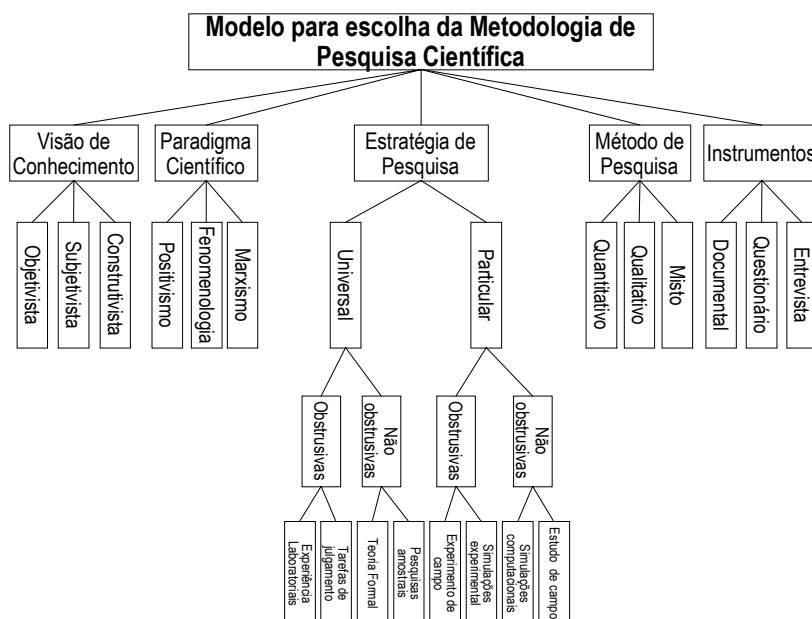 Modelo para escolha da Metodologia de
Pesquisa Científica
Visão de
Conhecimento
Paradigma
Científico
Estratégia de
Pesquisa
Método de
Pesquisa
Instrumentos
Objetivista
Subjetivista
Construtivista
Positivismo
Fenomenologia
Marxismo
Universal
Particular
Quantitativo
Qualitativo
Misto
Documental
Questionário
Entrevista
Obstrusivas
Não
obstrusivas
Obstrusivas
Não
obstrusivas
Experiência
Laboratoriais
Tarefas de
julgamento
Teoria Formal
Pesquisas
amostrais
Experimento de
campo
Simulações
experimental
Simulações
computacionais
Estudo de campo